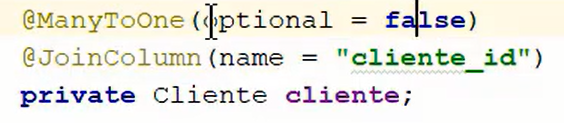 @ManyToOne(optional = false)
@JoinColumn(name = "cliente_id")
private Cliente cliente;